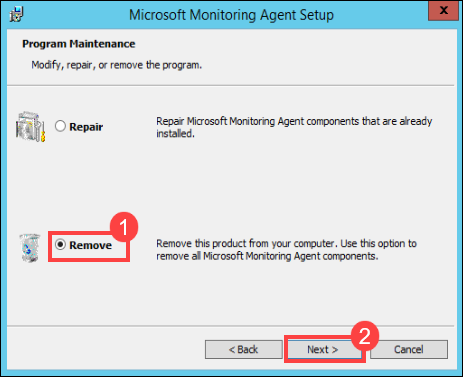 Microsoft Monitoring Agent Setup
x
Program Maintenance
Modify, repair, or remove the program.
Repair
Repair Microsoft Monitoring Agent components that are already
installed.
1
Remove
Remove this product from your computer. Use this option to
remove all Microsoft Monitoring Agent components.
2
< Back
Next >
Cancel